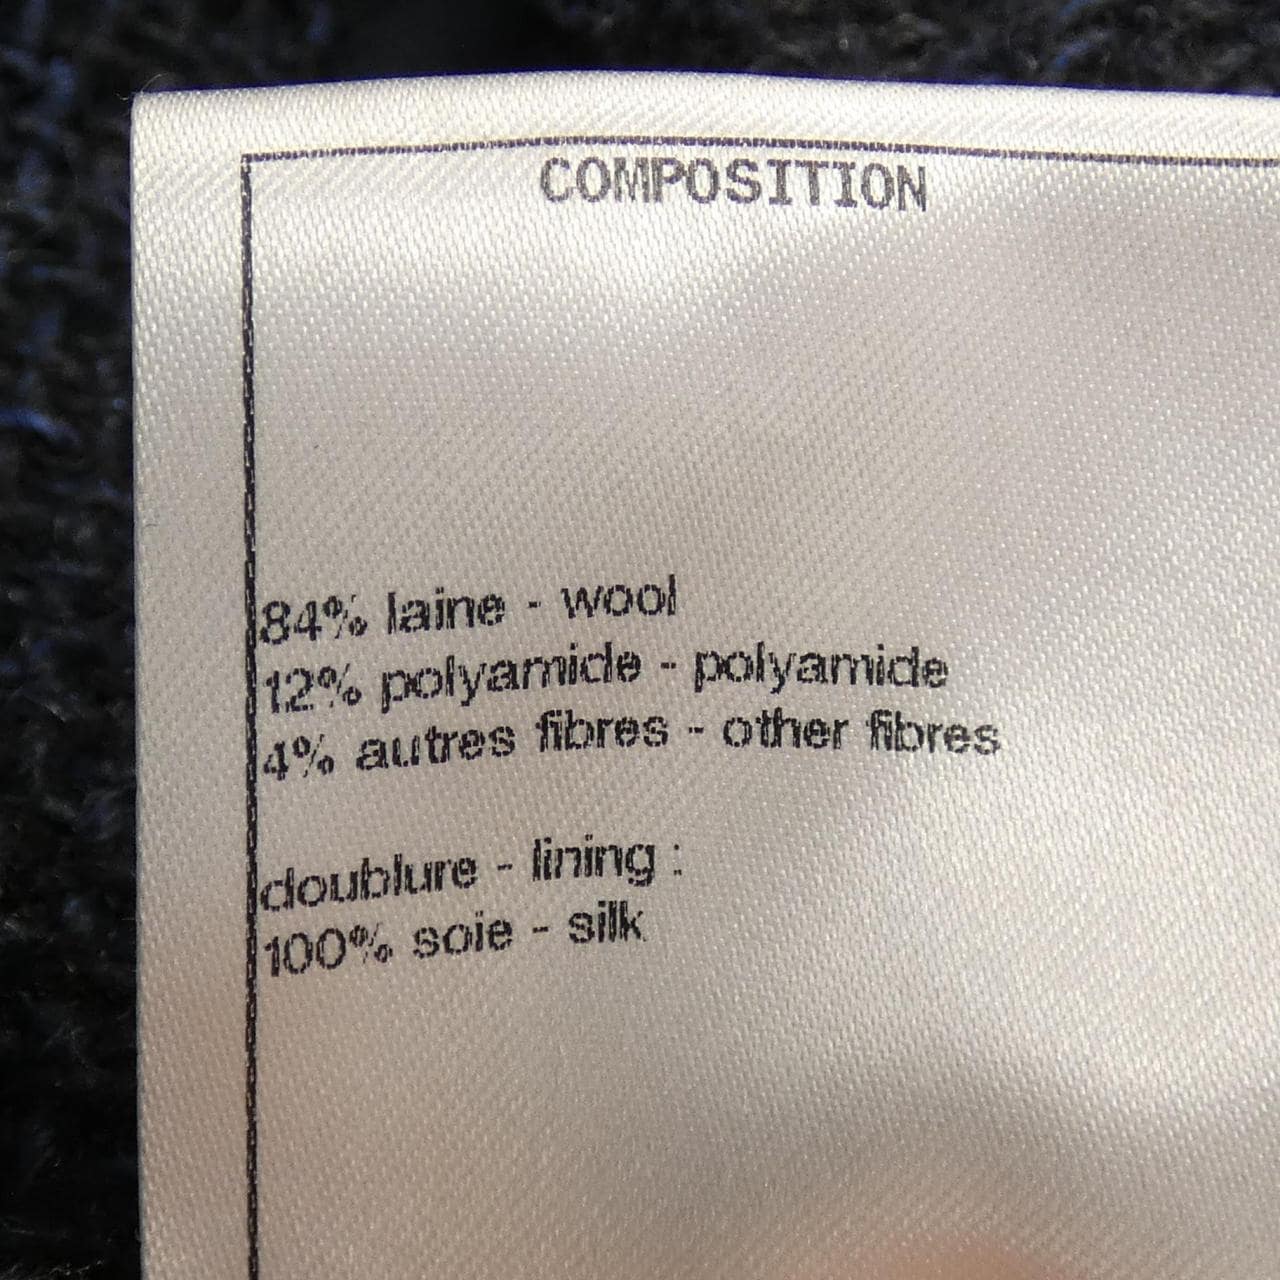 COMPOSITION
84% laine - wool
12% polyamide - polyamide
4% autres fibres - other fibres
doublure - lining :
100% soie - silk